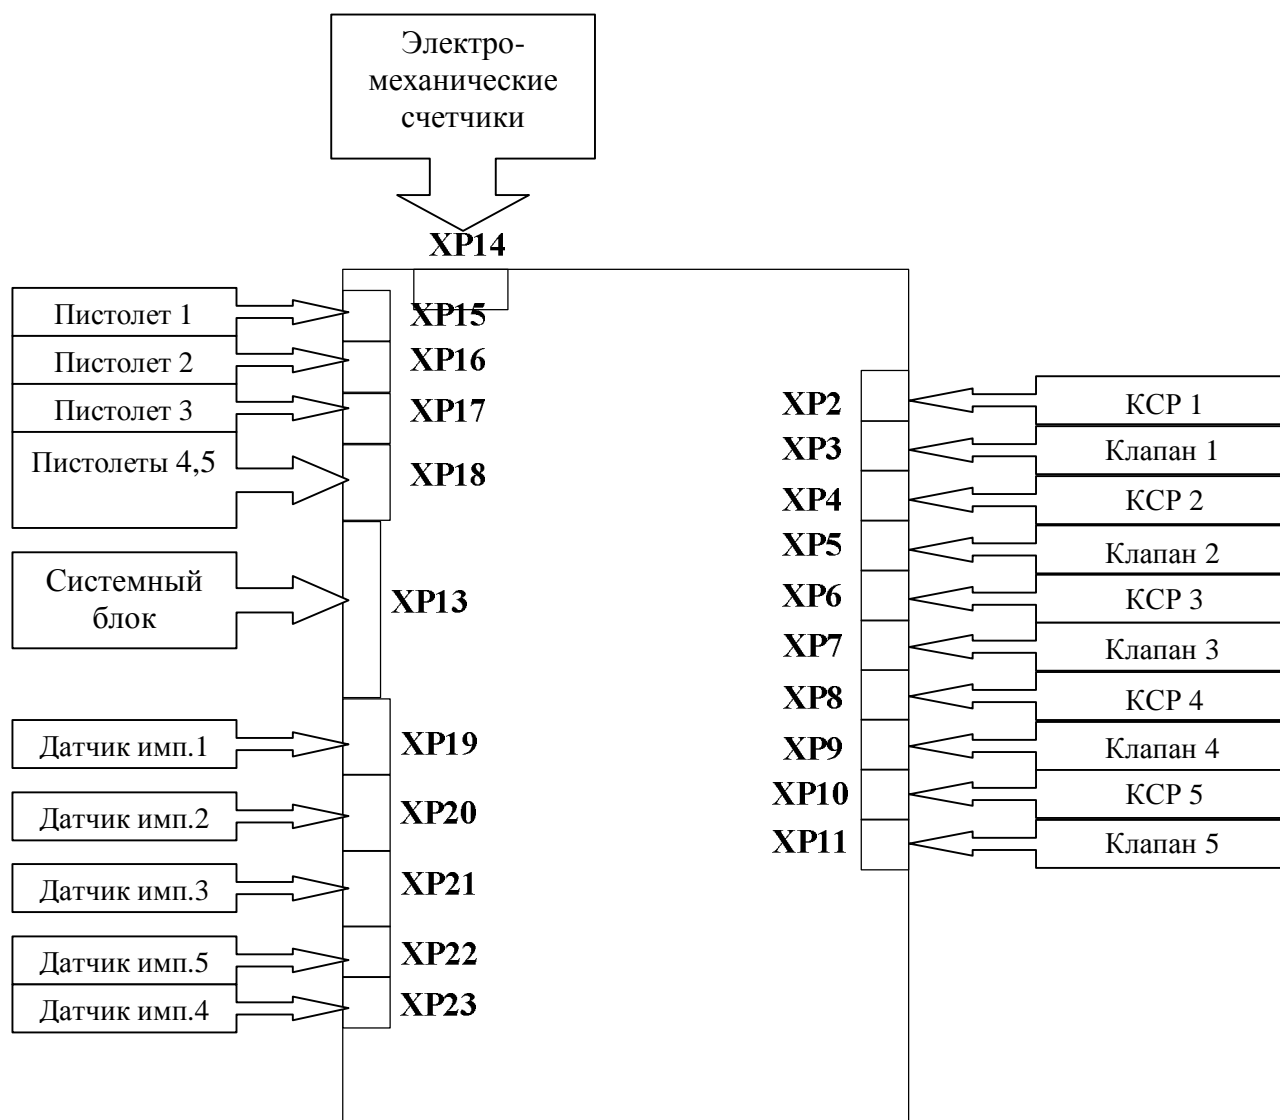 Электро-
механические
счетчики
XP14
Пистолет 1
XP15
Пистолет 2
XP16
Пистолет 3
XP17
Пистолеты 4,5
XP18
Системный
блок
XP13
Датчик имп.1
XP19
Датчик имп.2
XP20
Датчик имп.3
XP21
Датчик имп.5
XP22
Датчик имп.4
XP23
XP2
КСР 1
XP3
Клапан 1
XP4
КСР 2
XP5
Клапан 2
XP6
КСР 3
XP7
Клапан 3
XP8
КСР 4
XP9
Клапан 4
XP10
КСР 5
XP11
Клапан 5